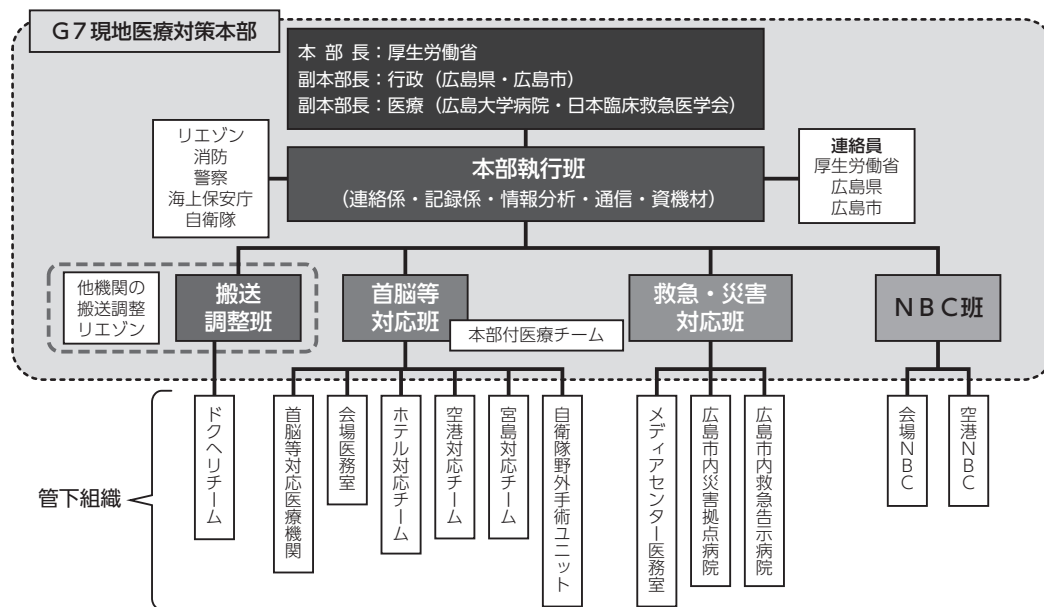 G7現地医療対策本部
本部長：厚生労働省
副本部長：行政（広島県・広島市）
副本部長：医療（広島大学病院・日本臨床救急医学会）
リエゾン
消防
警察
海上保安庁
自衛隊
本部執行班
（連絡係・記録係・情報分析・通信・資機材）
連絡員
厚生労働省
広島県
広島市
他機関の
搬送調整
リエゾン
搬送
調整班
首脳等
対応班
本部付医療チーム
救急・災害
対応班
NBC班
管下組織
ドクヘリチーム
首脳等対応医療機関
会場医務室
ホテル対応チーム
空港対応チーム
宮島対応チーム
自衛隊野外手術ユニット
メディアセンター医務室
広島市内災害拠点病院
広島市内救急告示病院
会場NBC
空港NBC